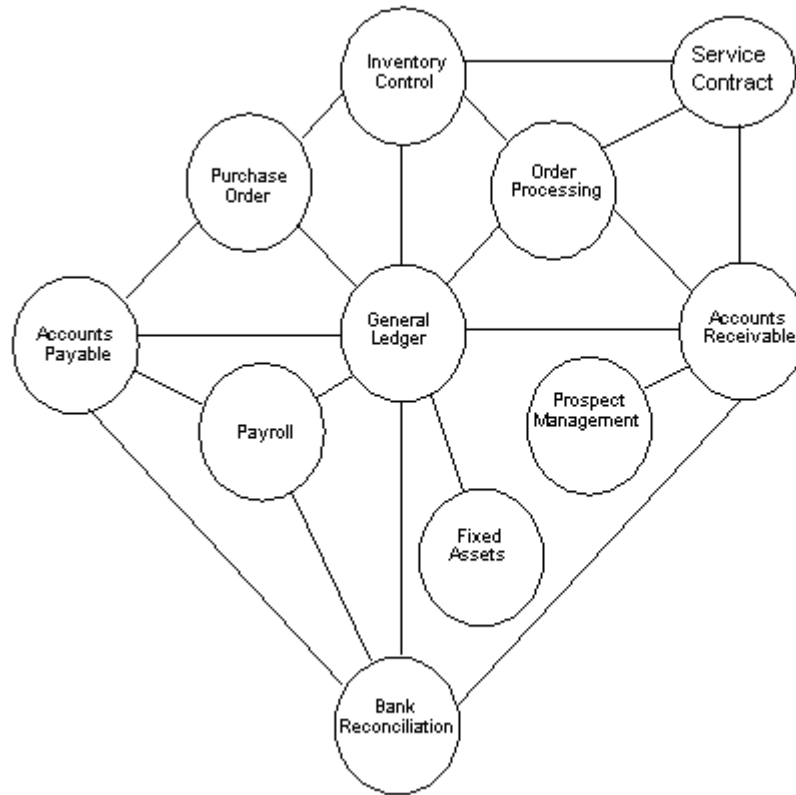 Inventory
Control
Service
Contract
Purchase
Order
Order
Processing
Accounts
Payable
General
Ledger
Accounts
Receivable
Payroll
Prospect
Management
Fixed
Assets
Bank
Reconciliation